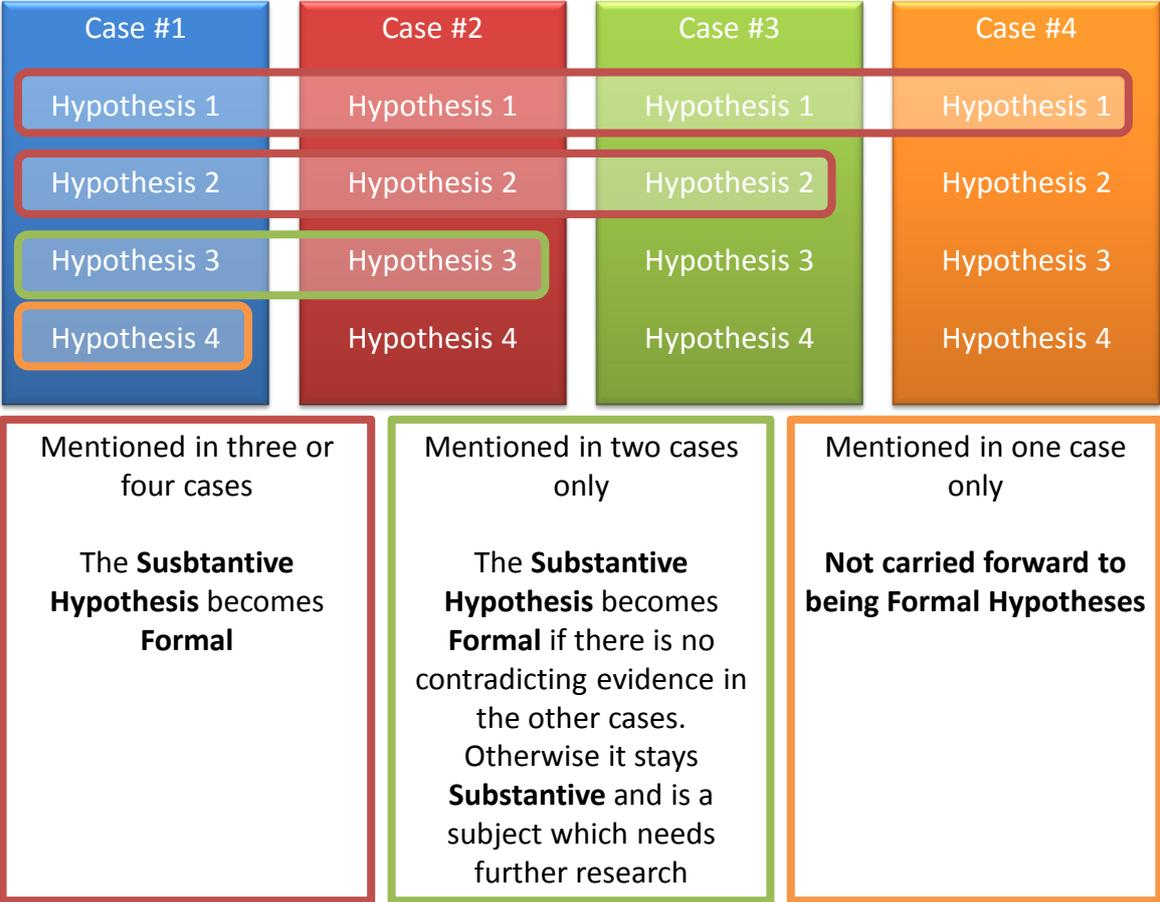 Case #1
Hypothesis 1
Hypothesis 2
Hypothesis 3
Hypothesis 4
Case #2
Hypothesis 1
Hypothesis 2
Hypothesis 3
Hypothesis 4
Case #3
Hypothesis 1
Hypothesis 2
Hypothesis 3
Hypothesis 4
Case #4
Hypothesis 1
Hypothesis 2
Hypothesis 3
Hypothesis 4
Mentioned in three or
four cases
The Susbtantive
Hypothesis becomes
Formal
Mentioned in two cases
only
The Substantive
Hypothesis becomes
Formal if there is no
contradicting evidence in
the other cases.
Otherwise it stays
Substantive and is a
subject which needs
further research
Mentioned in one case
only
Not carried forward to
being Formal Hypotheses